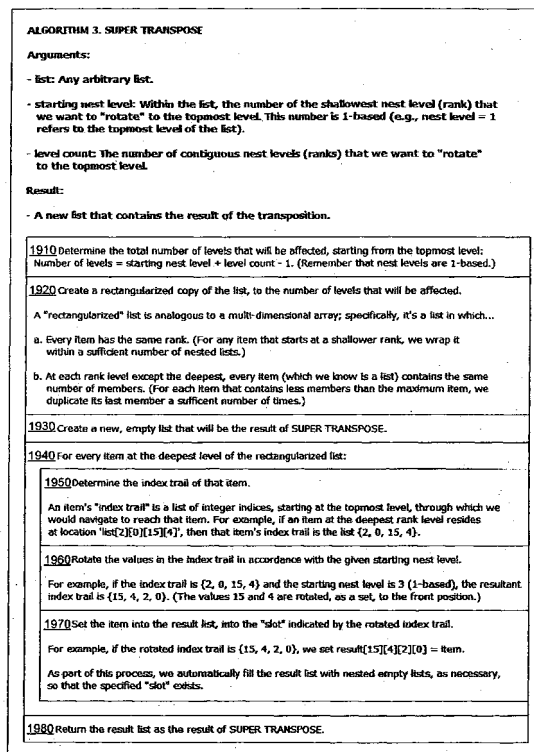 ALGORITHM 3. SUPER TRANSPOSE
Arguments:
- list: Any arbitrary list.
- starting nest level: Within the list, the number of the shallowest nest level (rank) that
we want to "rotate" to the topmost level. This number is 1-based (e.g., nest level = 1
refers to the topmost level of the list).
- level count: The number of contiguous nest levels (ranks) that we want to "rotate"
to the topmost level.
Result:
- A new list that contains the result of the transposition.
1910 Determine the total number of levels that will be affected, starting from the topmost level:
Number of levels = starting nest level + level count - 1. (Remember that nest levels are 1-based.)
1920 Create a rectangularized copy of the list, to the number of levels that will be affected.
A "rectangularized" list is analogous to a multi-dimensional array; specifically, it's a list in which...
a. Every item has the same rank. (For any item that starts at a shallower rank, we wrap it
within a sufficient number of nested lists.)
b. At each rank level except the deepest, every item (which we know is a list) contains the same
number of members. (For each item that contains less members than the maximum item, we
duplicate its last member a sufficent number of times.)
1930 Create a new, empty list that will be the result of SUPER TRANSPOSE.
1940 For every item at the deepest level of the rectangularized list:
1950 Determine the index trail of that item.
An item's "index trail" is a list of integer indices, starting at the topmost level, through which we
would navigate to reach that item. For example, if an item at the deepest rank level resides
at location 'list[2][0][15][4]', then that item's index trail is the list {2, 0, 15, 4}.
1960 Rotate the values in the index trail in accordance with the given starting nest level.
For example, if the index trail is {2, 0, 15, 4} and the starting nest level is 3 (1-based), the resultant
index trail is {15, 4, 2, 0}. (The values 15 and 4 are rotated, as a set, to the front position.)
1970 Set the item into the result list, into the "slot" indicated by the rotated index trail.
For example, if the rotated index trail is {15, 4, 2, 0}, we set result[15][4][2][0] = item.
As part of this process, we automatically fill the result list with nested empty lists, as necessary,
so that the specified "slot" exists.
1980 Return the result list as the result of SUPER TRANSPOSE.